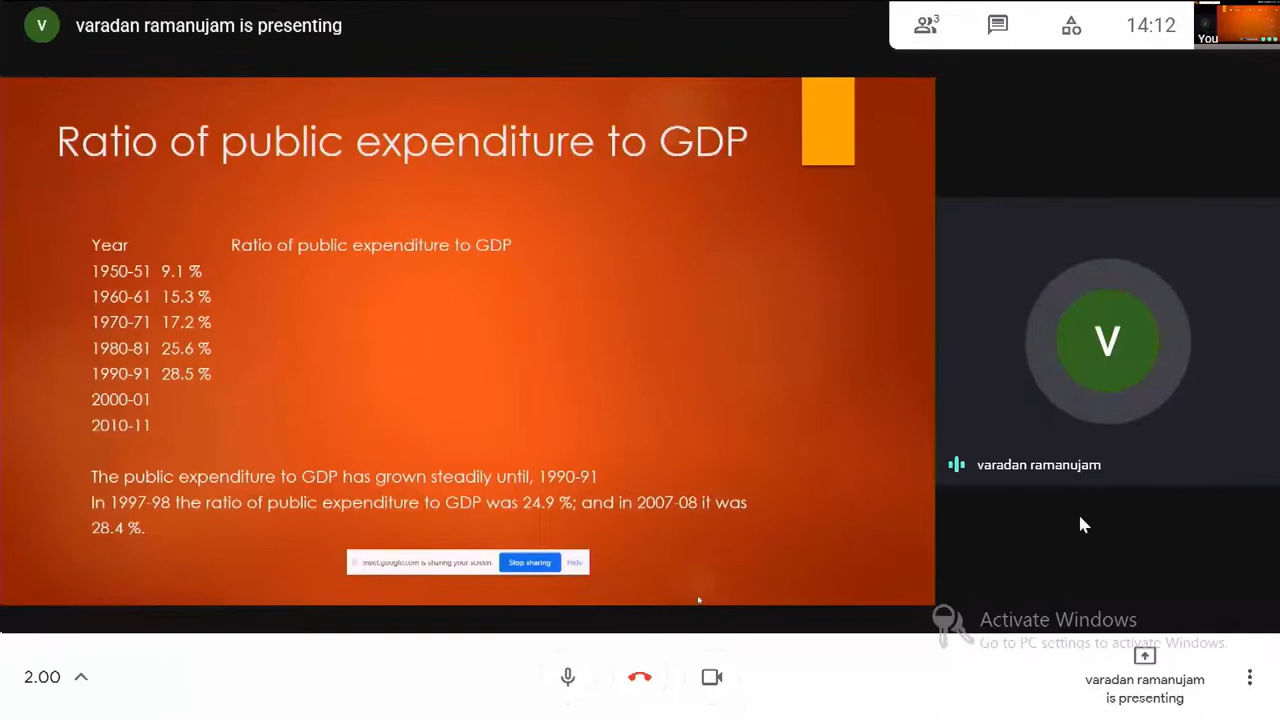 V varadan ramanujam is presenting
3
14:12
You
Ratio of public expenditure to GDP
Year Ratio of public expenditure to GDP
1950-51 9.1 %
1960-61 15.3 %
1970-71 17.2 %
1980-81 25.6 %
1990-91 28.5 %
2000-01
2010-11
The public expenditure to GDP has grown steadily until, 1990-91
In 1997-98 the ratio of public expenditure to GDP was 24.9 %; and in 2007-08 it was
28.4 %.
meet.google.com is sharing your screen. Stop sharing Hide
V
varadan ramanujam
Activate Windows
Go to PC settings to activate Windows.
2.00
varadan ramanujam
is presenting